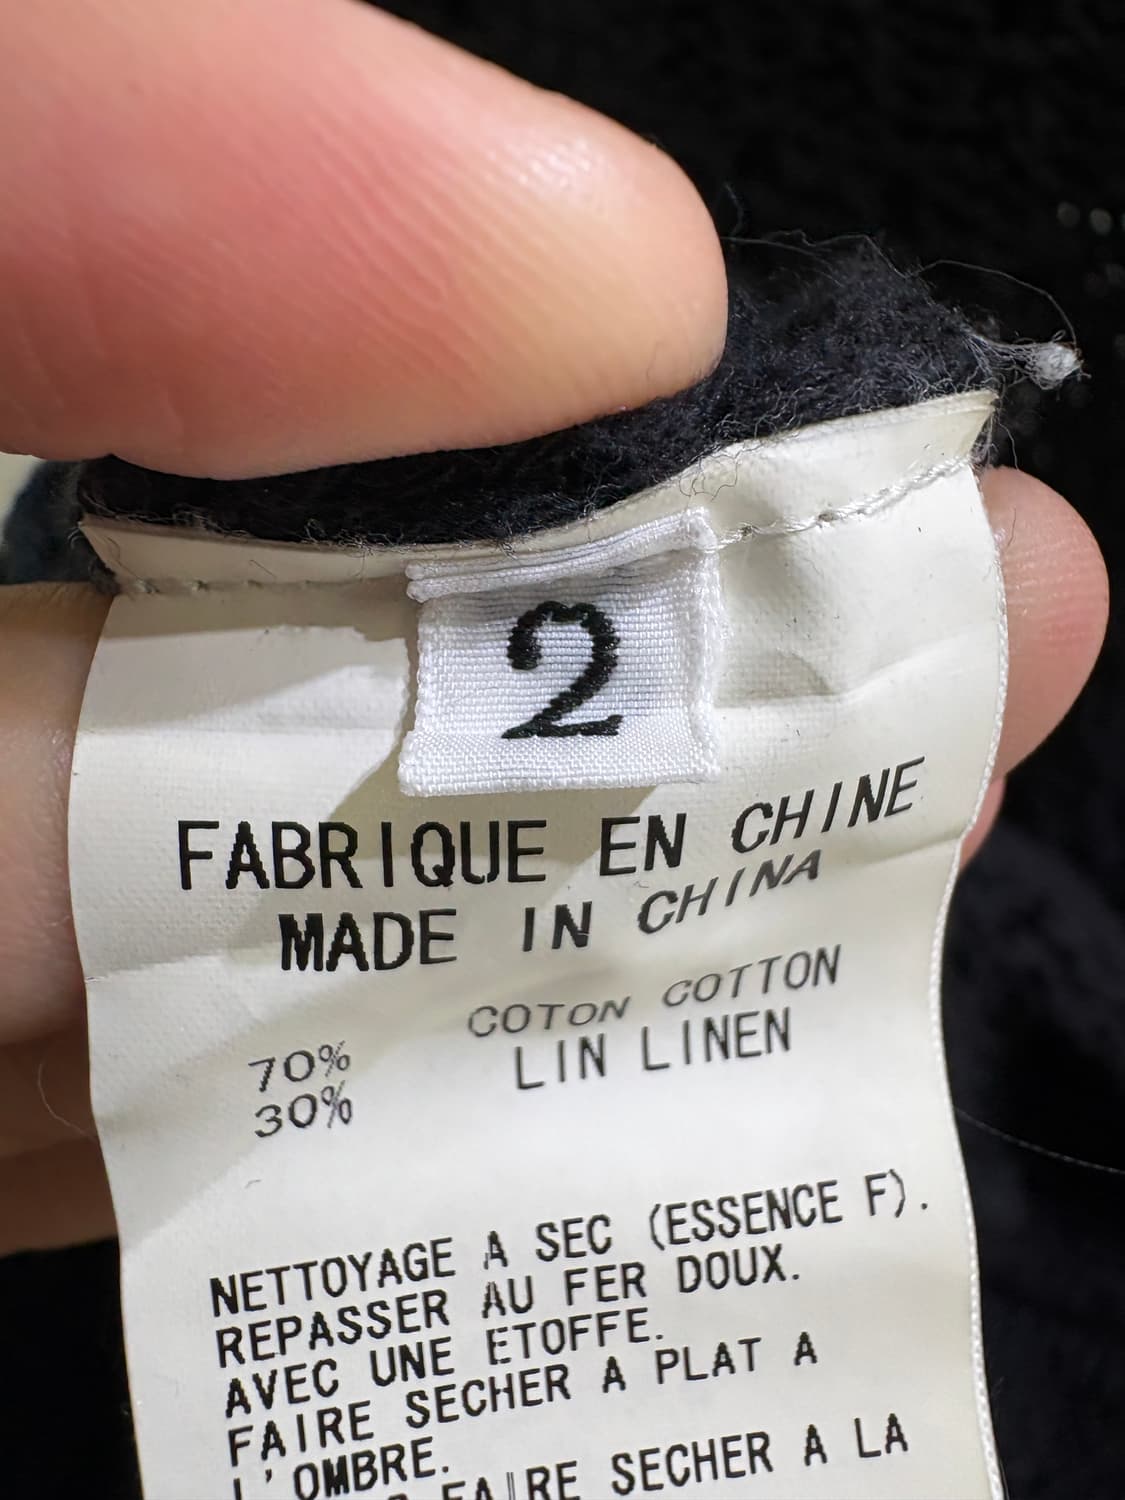 2
FABRIQUE EN CHINE
MADE IN CHINA
70% COTON COTTON
30% LIN LINEN
NETTOYAGE A SEC (ESSENCE F).
REPASSER AU FER DOUX.
AVEC UNE ETOFFE.
FAIRE SECHER A PLAT A
L'OMBRE.
FAIRE SECHER A LA